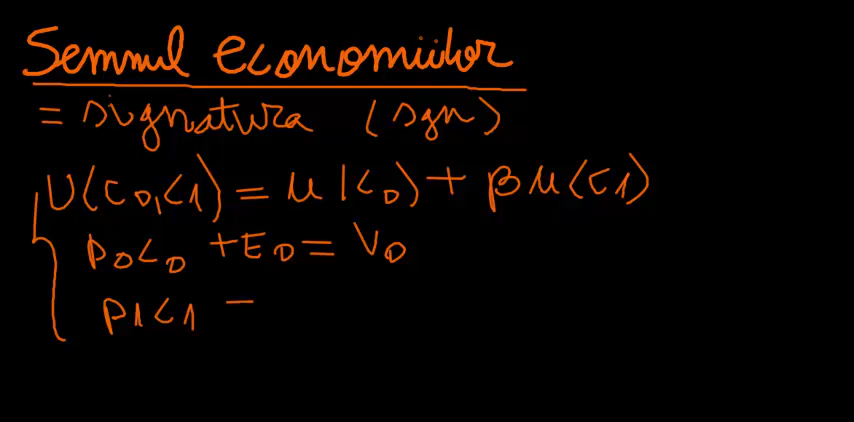 Semnul economiilor
= signatura (sgn)
U(C0,C1) = u(C0) + βu(C1)
p0C0 + E0 = V0
p1C1 =